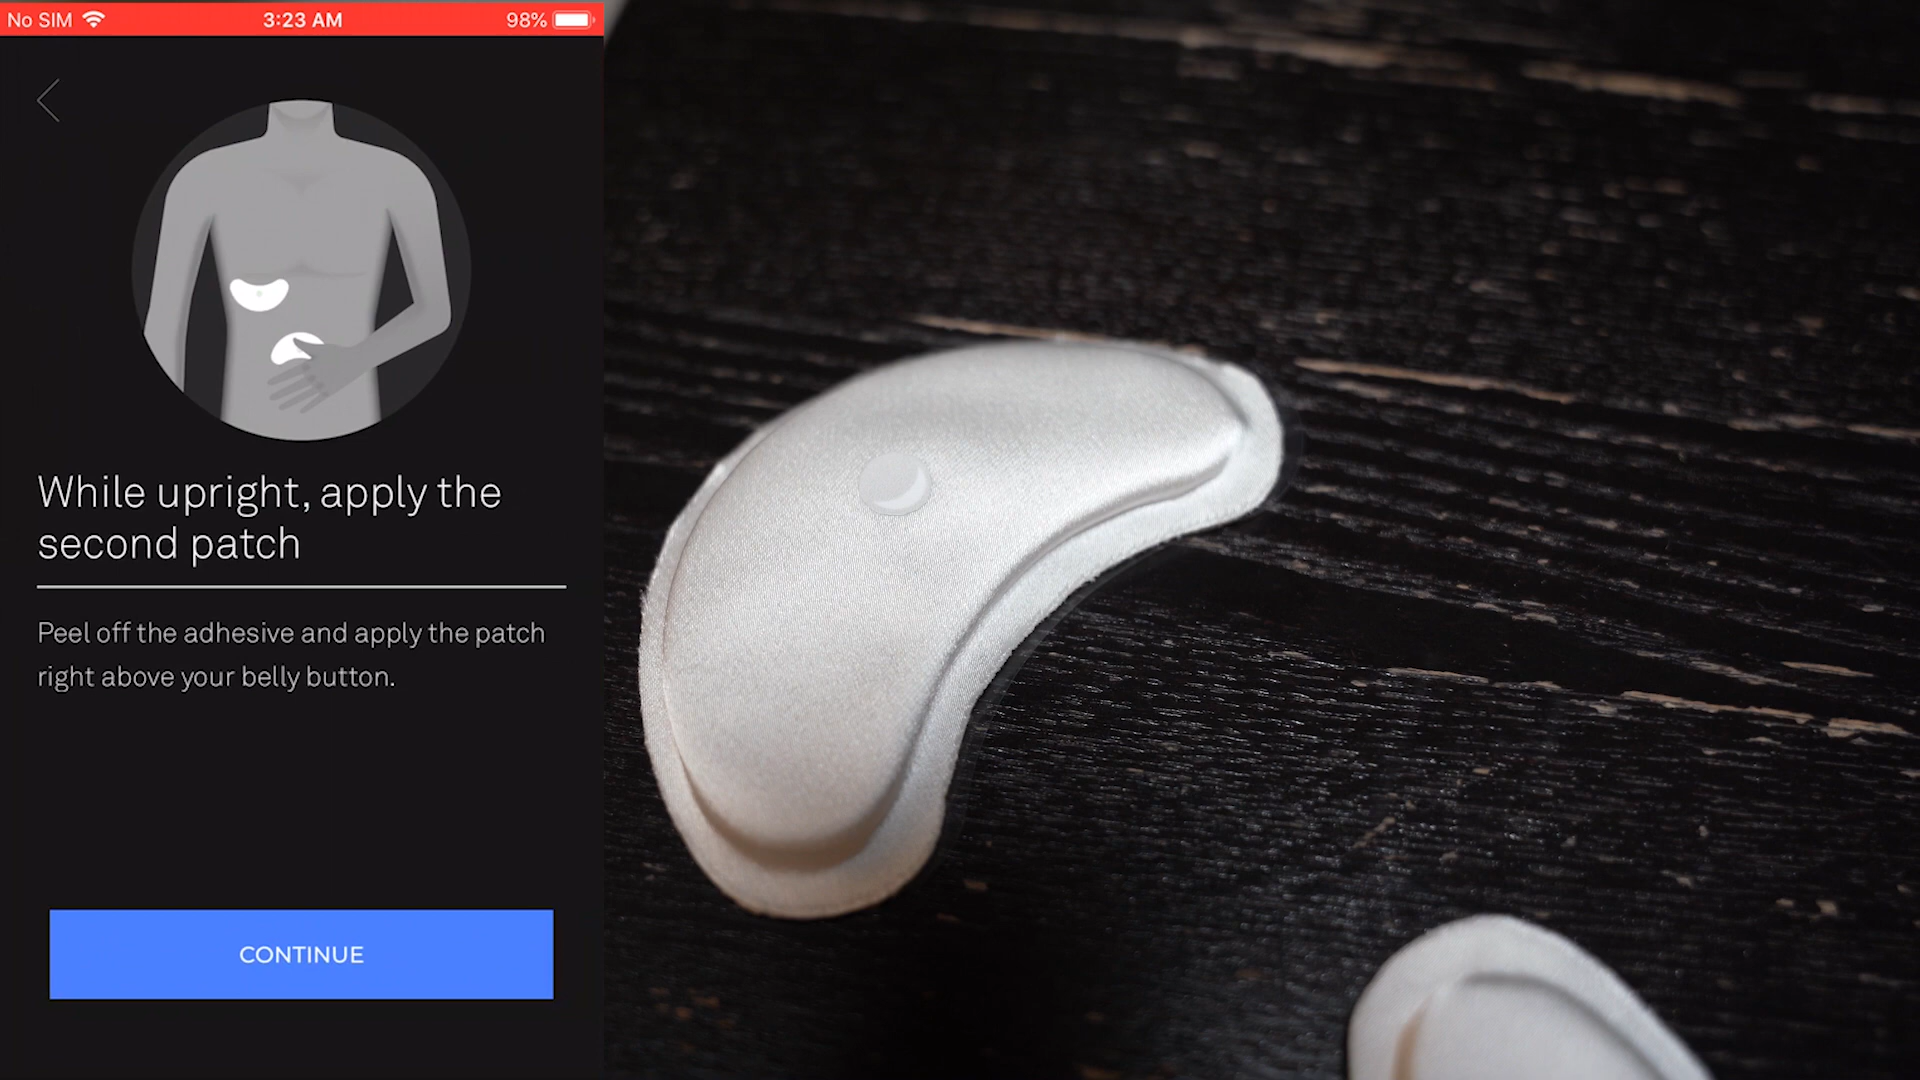 No SIM 3:23 AM 98%
While upright, apply the
second patch
Peel off the adhesive and apply the patch
right above your belly button.
CONTINUE